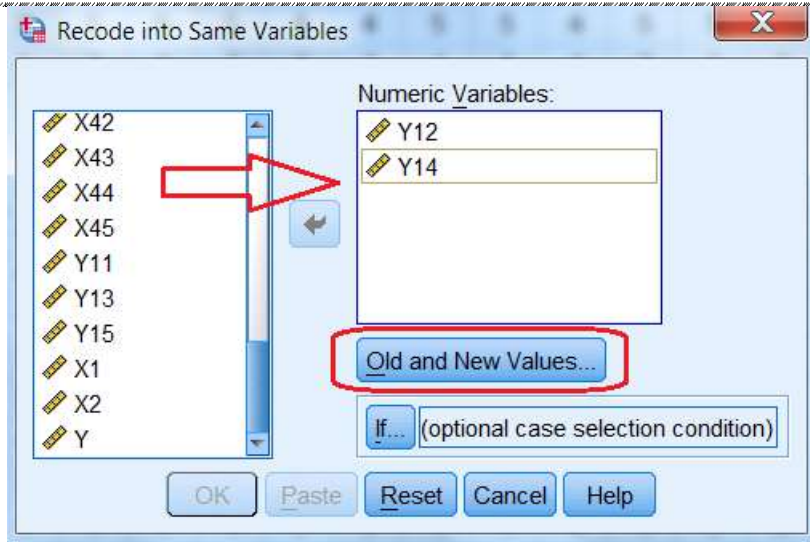 Recode into Same Variables
Numeric Variables:
X42
X43
X44
X45
Y11
Y13
Y15
X1
X2
Y
Y12
Y14
Old and New Values...
If... (optional case selection condition)
OK Paste Reset Cancel Help